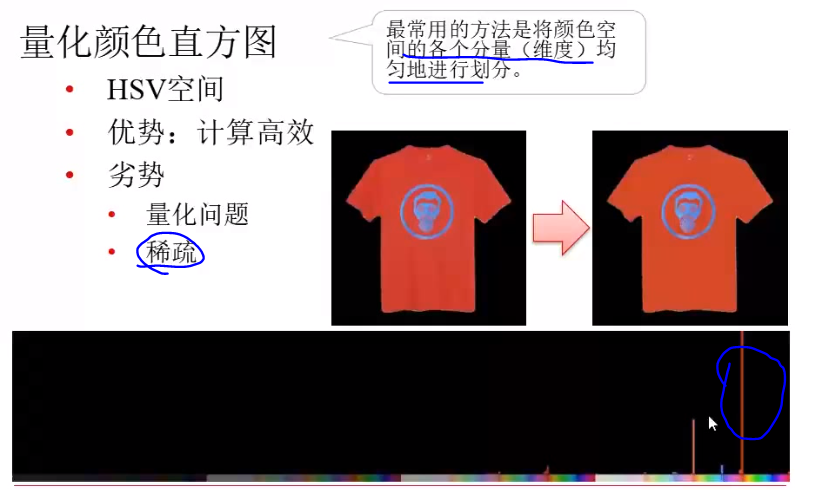 量化颜色直方图
最常用的方法是将颜色空
间的各个分量（维度）均
匀地进行划分。
HSV空间
优势：计算高效
劣势
量化问题
稀疏